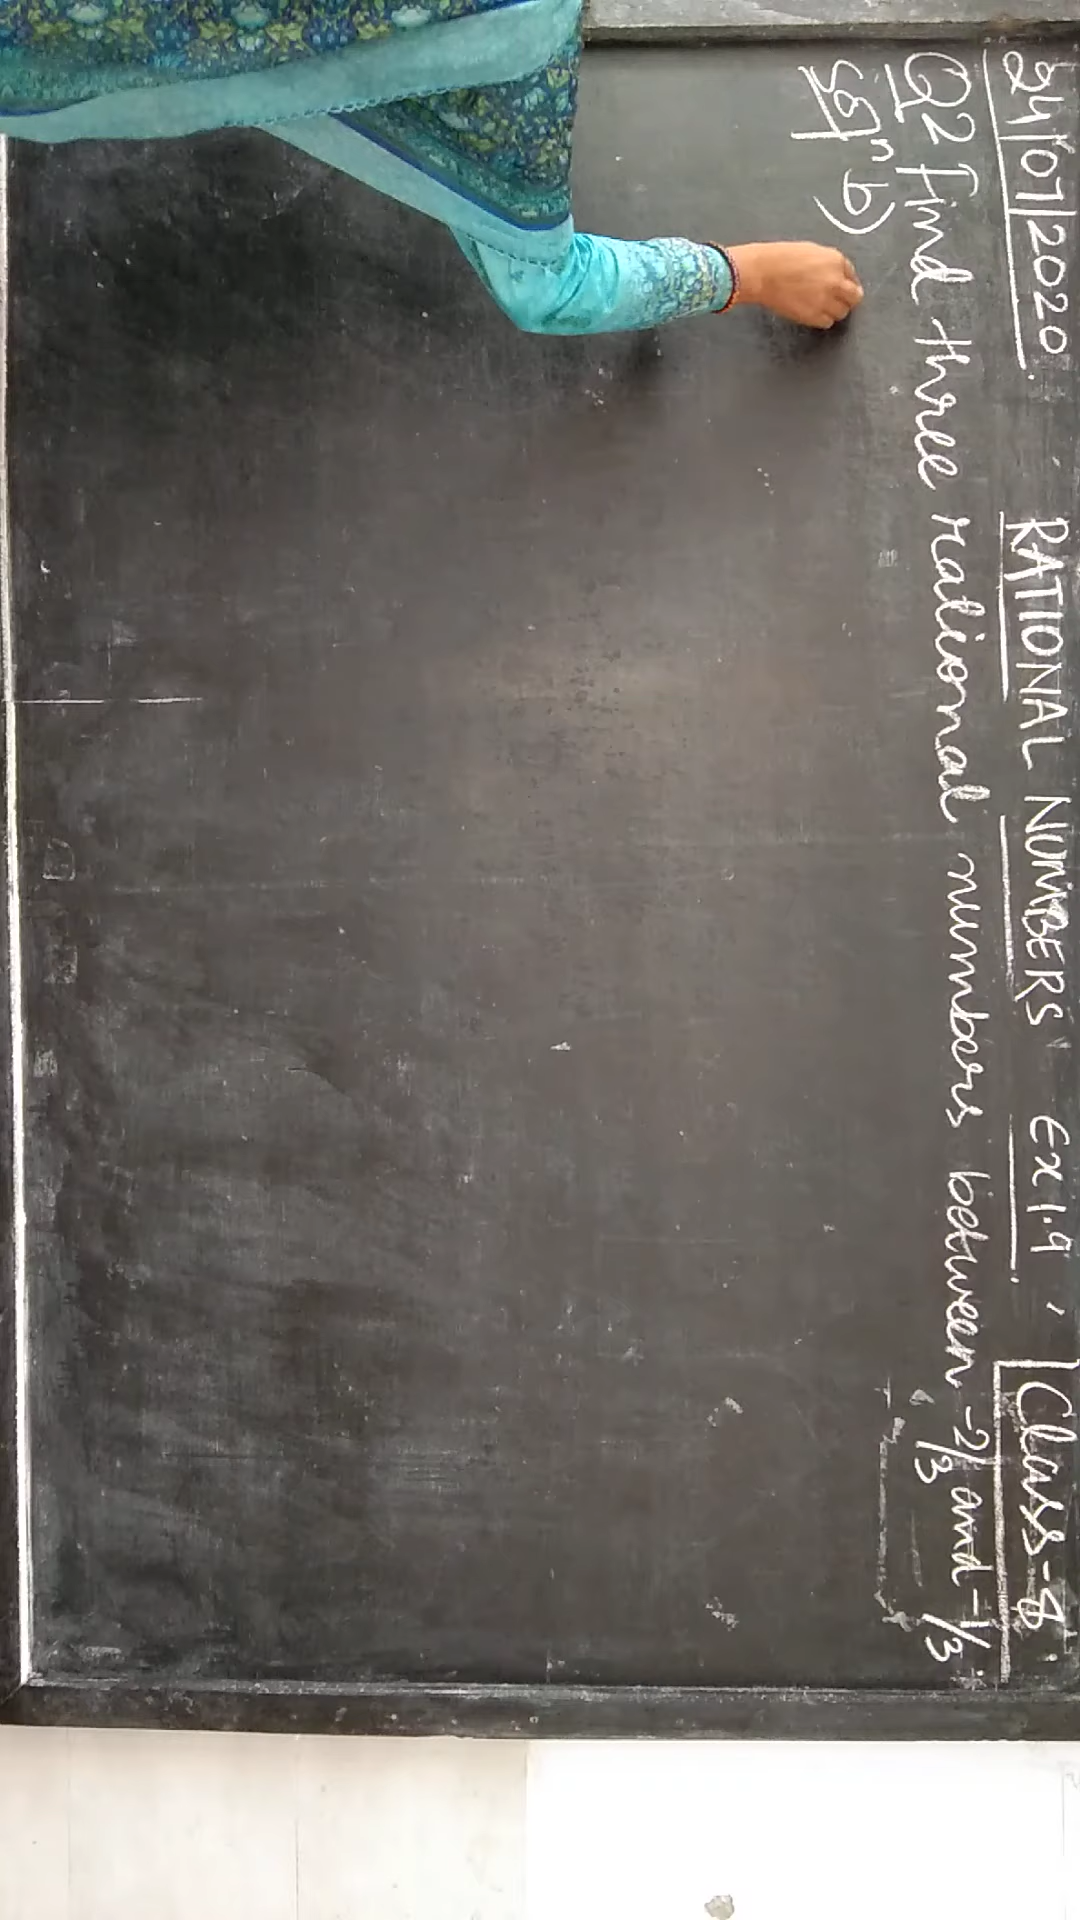 24/07/2020. RATIONAL NUMBERS Ex 1.9, Class-8.
Q2 find three rational numbers between -2/3 and -1/3.
Solⁿ b)